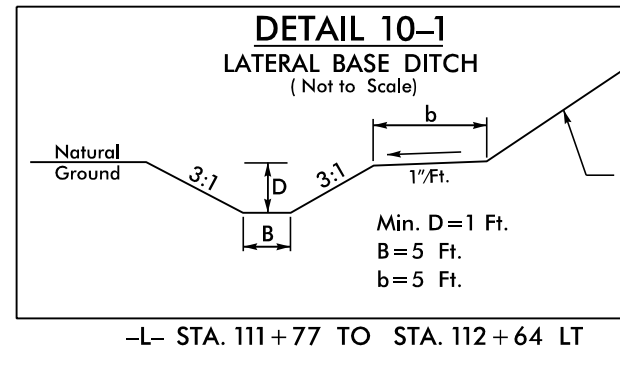 DETAIL 10–1
LATERAL BASE DITCH
( Not to Scale)
b
Natural
Ground
3:1
D
3:1
1"/Ft.
B
Min. D=1 Ft.
B=5 Ft.
b=5 Ft.
–L– STA. 111+77 TO STA. 112+64 LT